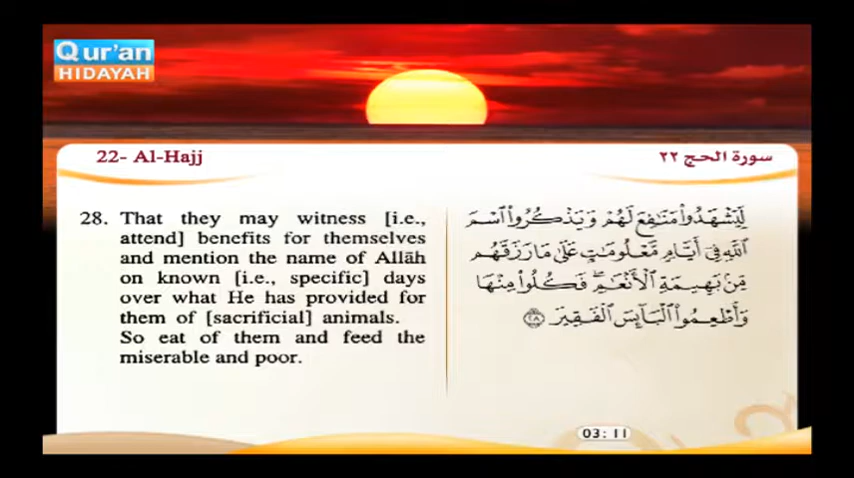 Qur'an
HIDAYAH
22- Al-Hajj
سورة الحج ٢٢
28. That they may witness [i.e.,
attend] benefits for themselves
and mention the name of Allāh
on known [i.e., specific] days
over what He has provided for
them of [sacrificial] animals.
So eat of them and feed the
miserable and poor.
لِّيَشْهَدُوا۟ مَنَـٰفِعَ لَهُمْ وَيَذْكُرُوا۟ ٱسْمَ
ٱللَّهِ فِىٓ أَيَّامٍ مَّعْلُومَـٰتٍ عَلَىٰ مَا رَزَقَهُم
مِّنۢ بَهِيمَةِ ٱلْأَنْعَـٰمِ ۖ فَكُلُوا۟ مِنْهَا
وَأَطْعِمُوا۟ ٱلْبَآئِسَ ٱلْفَقِيرَ ٢٨
03:11